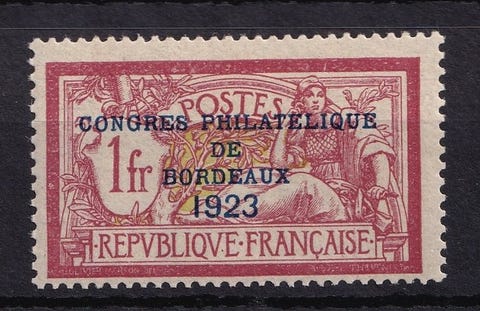 POSTES
CONGRES PHILATELIQUE
DE
1fr
BORDEAUX
1923
REPVBLIQVE·FRANÇAISE·